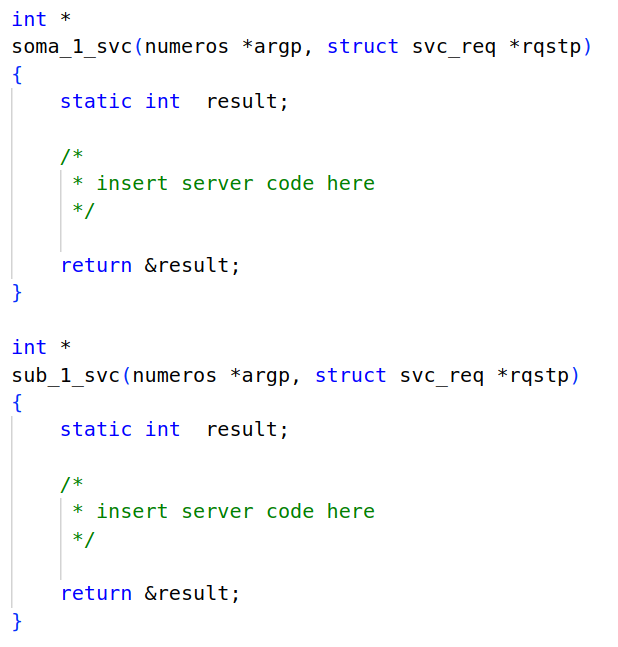 int *
soma_1_svc(numeros *argp, struct svc_req *rqstp)
{
    static int  result;

    /*
     * insert server code here
     */

    return &result;
}

int *
sub_1_svc(numeros *argp, struct svc_req *rqstp)
{
    static int  result;

    /*
     * insert server code here
     */

    return &result;
}